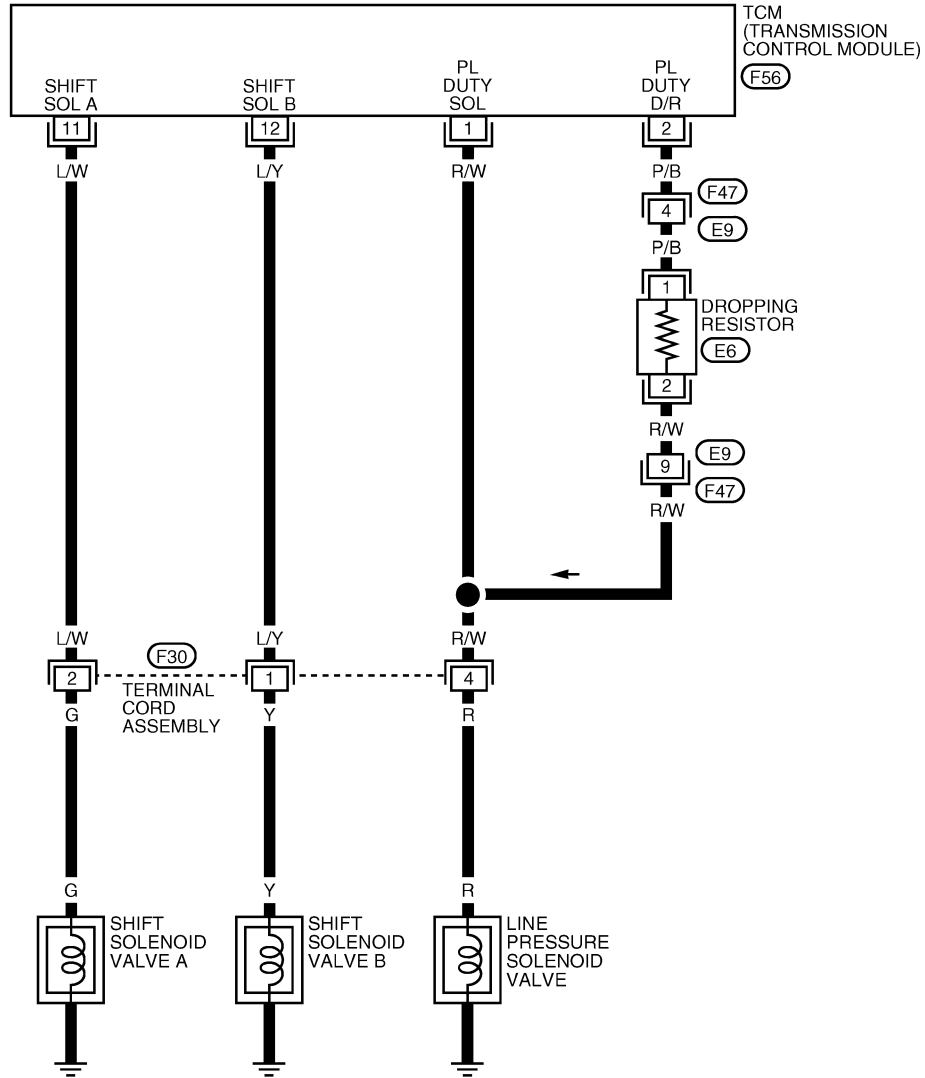 TCM
(TRANSMISSION
CONTROL MODULE)
F56
SHIFT
SOL A
SHIFT
SOL B
PL
DUTY
SOL
PL
DUTY
D/R
11
12
1
2
L/W
L/Y
R/W
P/B
F47
4
E9
P/B
1
DROPPING
RESISTOR
E6
2
R/W
E9
9
F47
R/W
L/W
L/Y
R/W
F30
2
1
4
TERMINAL
CORD
ASSEMBLY
G
Y
R
G
Y
R
SHIFT
SOLENOID
VALVE A
SHIFT
SOLENOID
VALVE B
LINE
PRESSURE
SOLENOID
VALVE